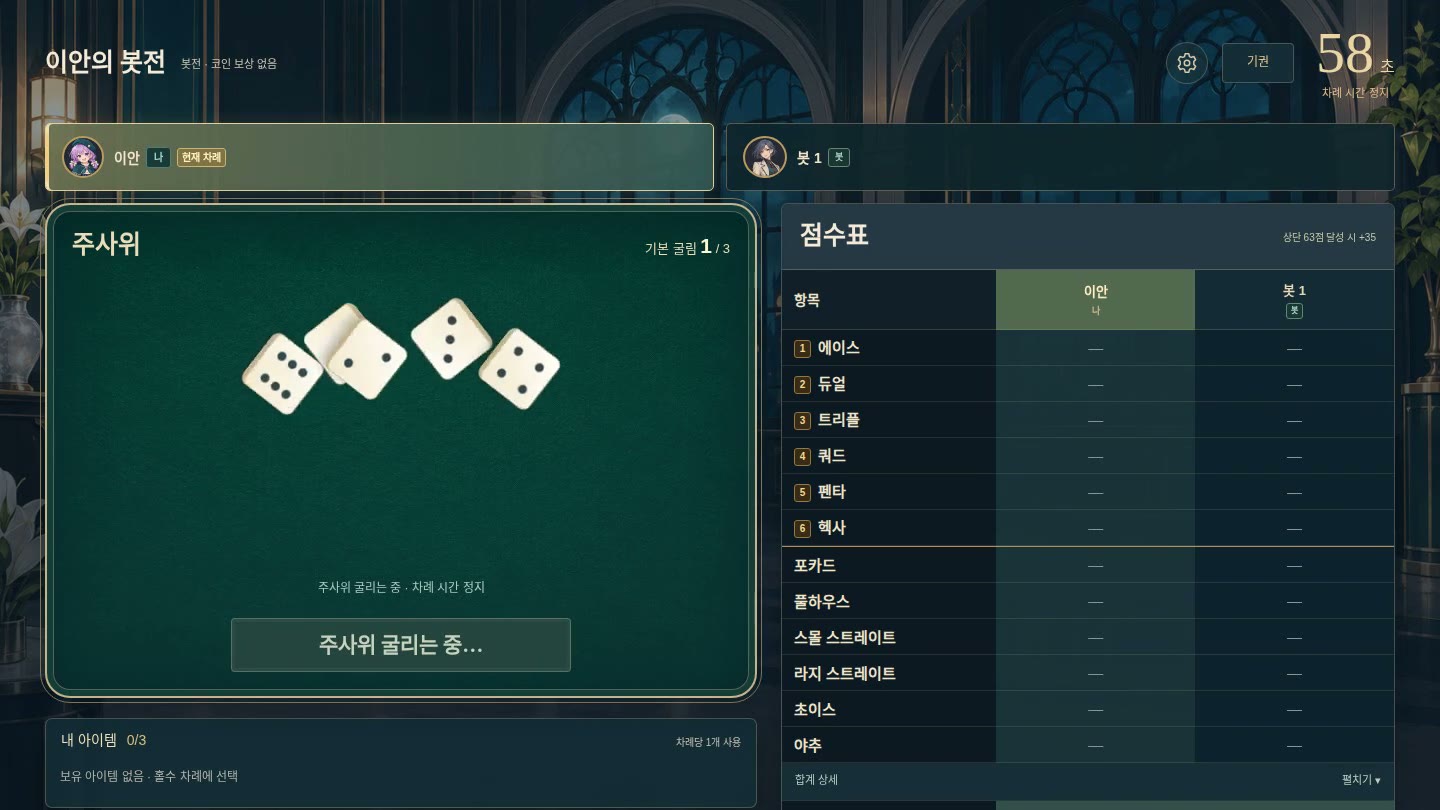 이안의 봇전 봇전 · 코인 보상 없음
기권
58 초
차례 시간 정지
이안 나 현재 차례
봇 1 봇
주사위
기본 굴림 1 / 3
주사위 굴리는 중 · 차례 시간 정지
주사위 굴리는 중...
내 아이템 0/3
차례당 1개 사용
보유 아이템 없음 · 홀수 차례에 선택
점수표
상단 63점 달성 시 +35
항목 이안 봇 1
나 봇
1 에이스 — —
2 듀얼 — —
3 트리플 — —
4 쿼드 — —
5 펜타 — —
6 헥사 — —
포카드 — —
풀하우스 — —
스몰 스트레이트 — —
라지 스트레이트 — —
초이스 — —
야추 — —
합계 상세 펼치기 ▾